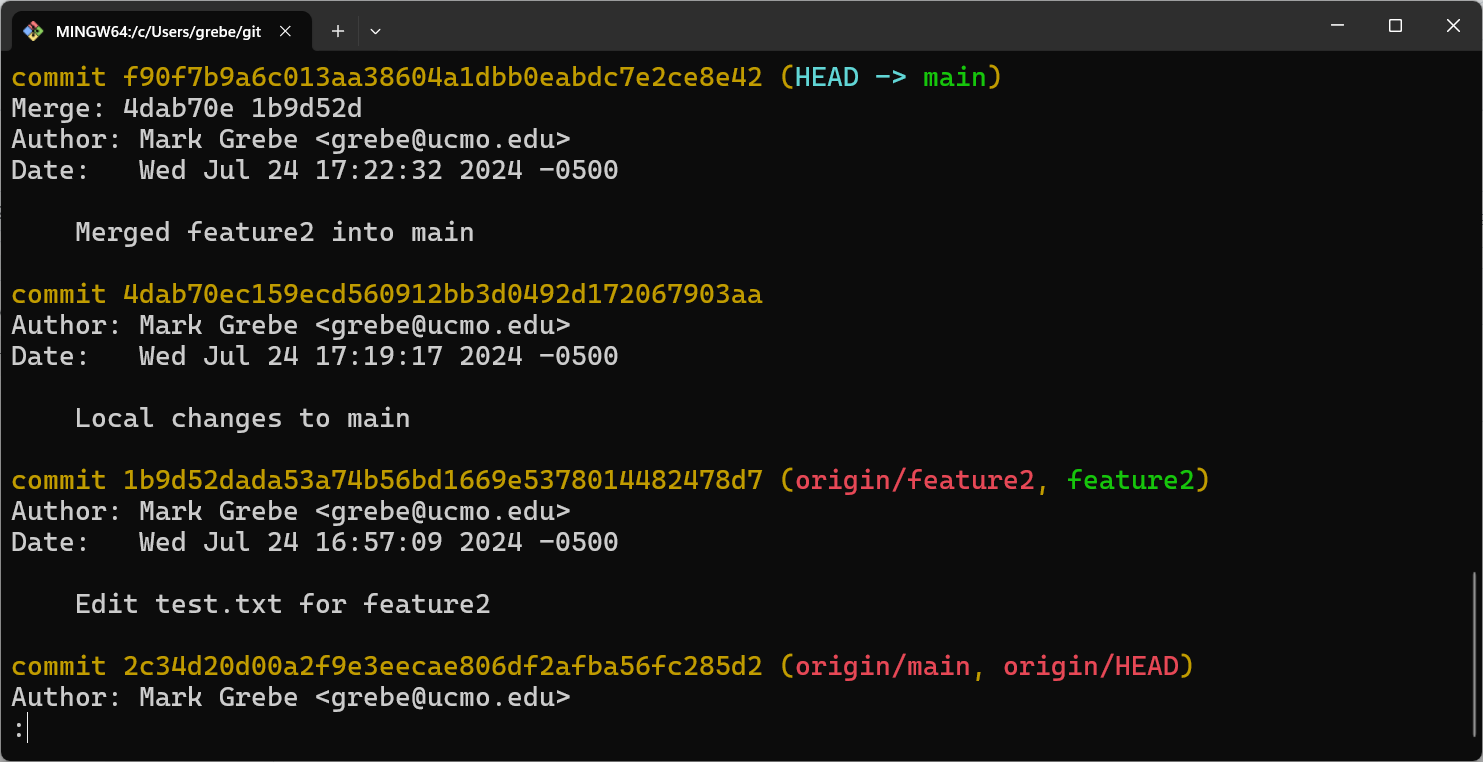 MINGW64:/c/Users/grebe/git
commit f90f7b9a6c013aa38604a1dbb0eabdc7e2ce8e42 (HEAD -> main)
Merge: 4dab70e 1b9d52d
Author: Mark Grebe <grebe@ucmo.edu>
Date:   Wed Jul 24 17:22:32 2024 -0500
    Merged feature2 into main
commit 4dab70ec159ecd560912bb3d0492d172067903aa
Author: Mark Grebe <grebe@ucmo.edu>
Date:   Wed Jul 24 17:19:17 2024 -0500
    Local changes to main
commit 1b9d52dada53a74b56bd1669e5378014482478d7 (origin/feature2, feature2)
Author: Mark Grebe <grebe@ucmo.edu>
Date:   Wed Jul 24 16:57:09 2024 -0500
    Edit test.txt for feature2
commit 2c34d20d00a2f9e3eecae806df2afba56fc285d2 (origin/main, origin/HEAD)
Author: Mark Grebe <grebe@ucmo.edu>
: